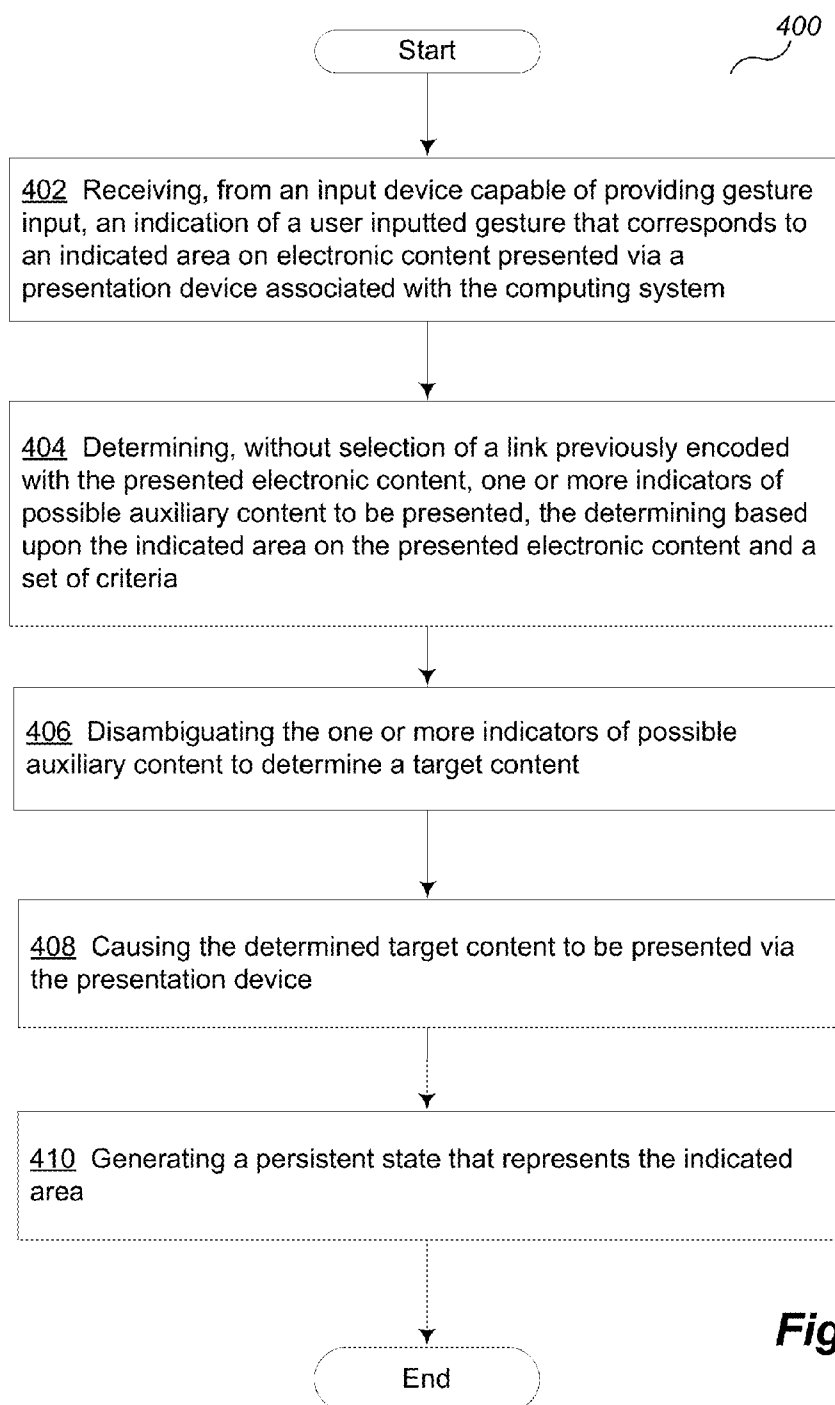 400
Start
402 Receiving, from an input device capable of providing gesture
input, an indication of a user inputted gesture that corresponds to
an indicated area on electronic content presented via a
presentation device associated with the computing system
404 Determining, without selection of a link previously encoded
with the presented electronic content, one or more indicators of
possible auxiliary content to be presented, the determining based
upon the indicated area on the presented electronic content and a
set of criteria
406 Disambiguating the one or more indicators of possible
auxiliary content to determine a target content
408 Causing the determined target content to be presented via
the presentation device
410 Generating a persistent state that represents the indicated
area
Fig
End